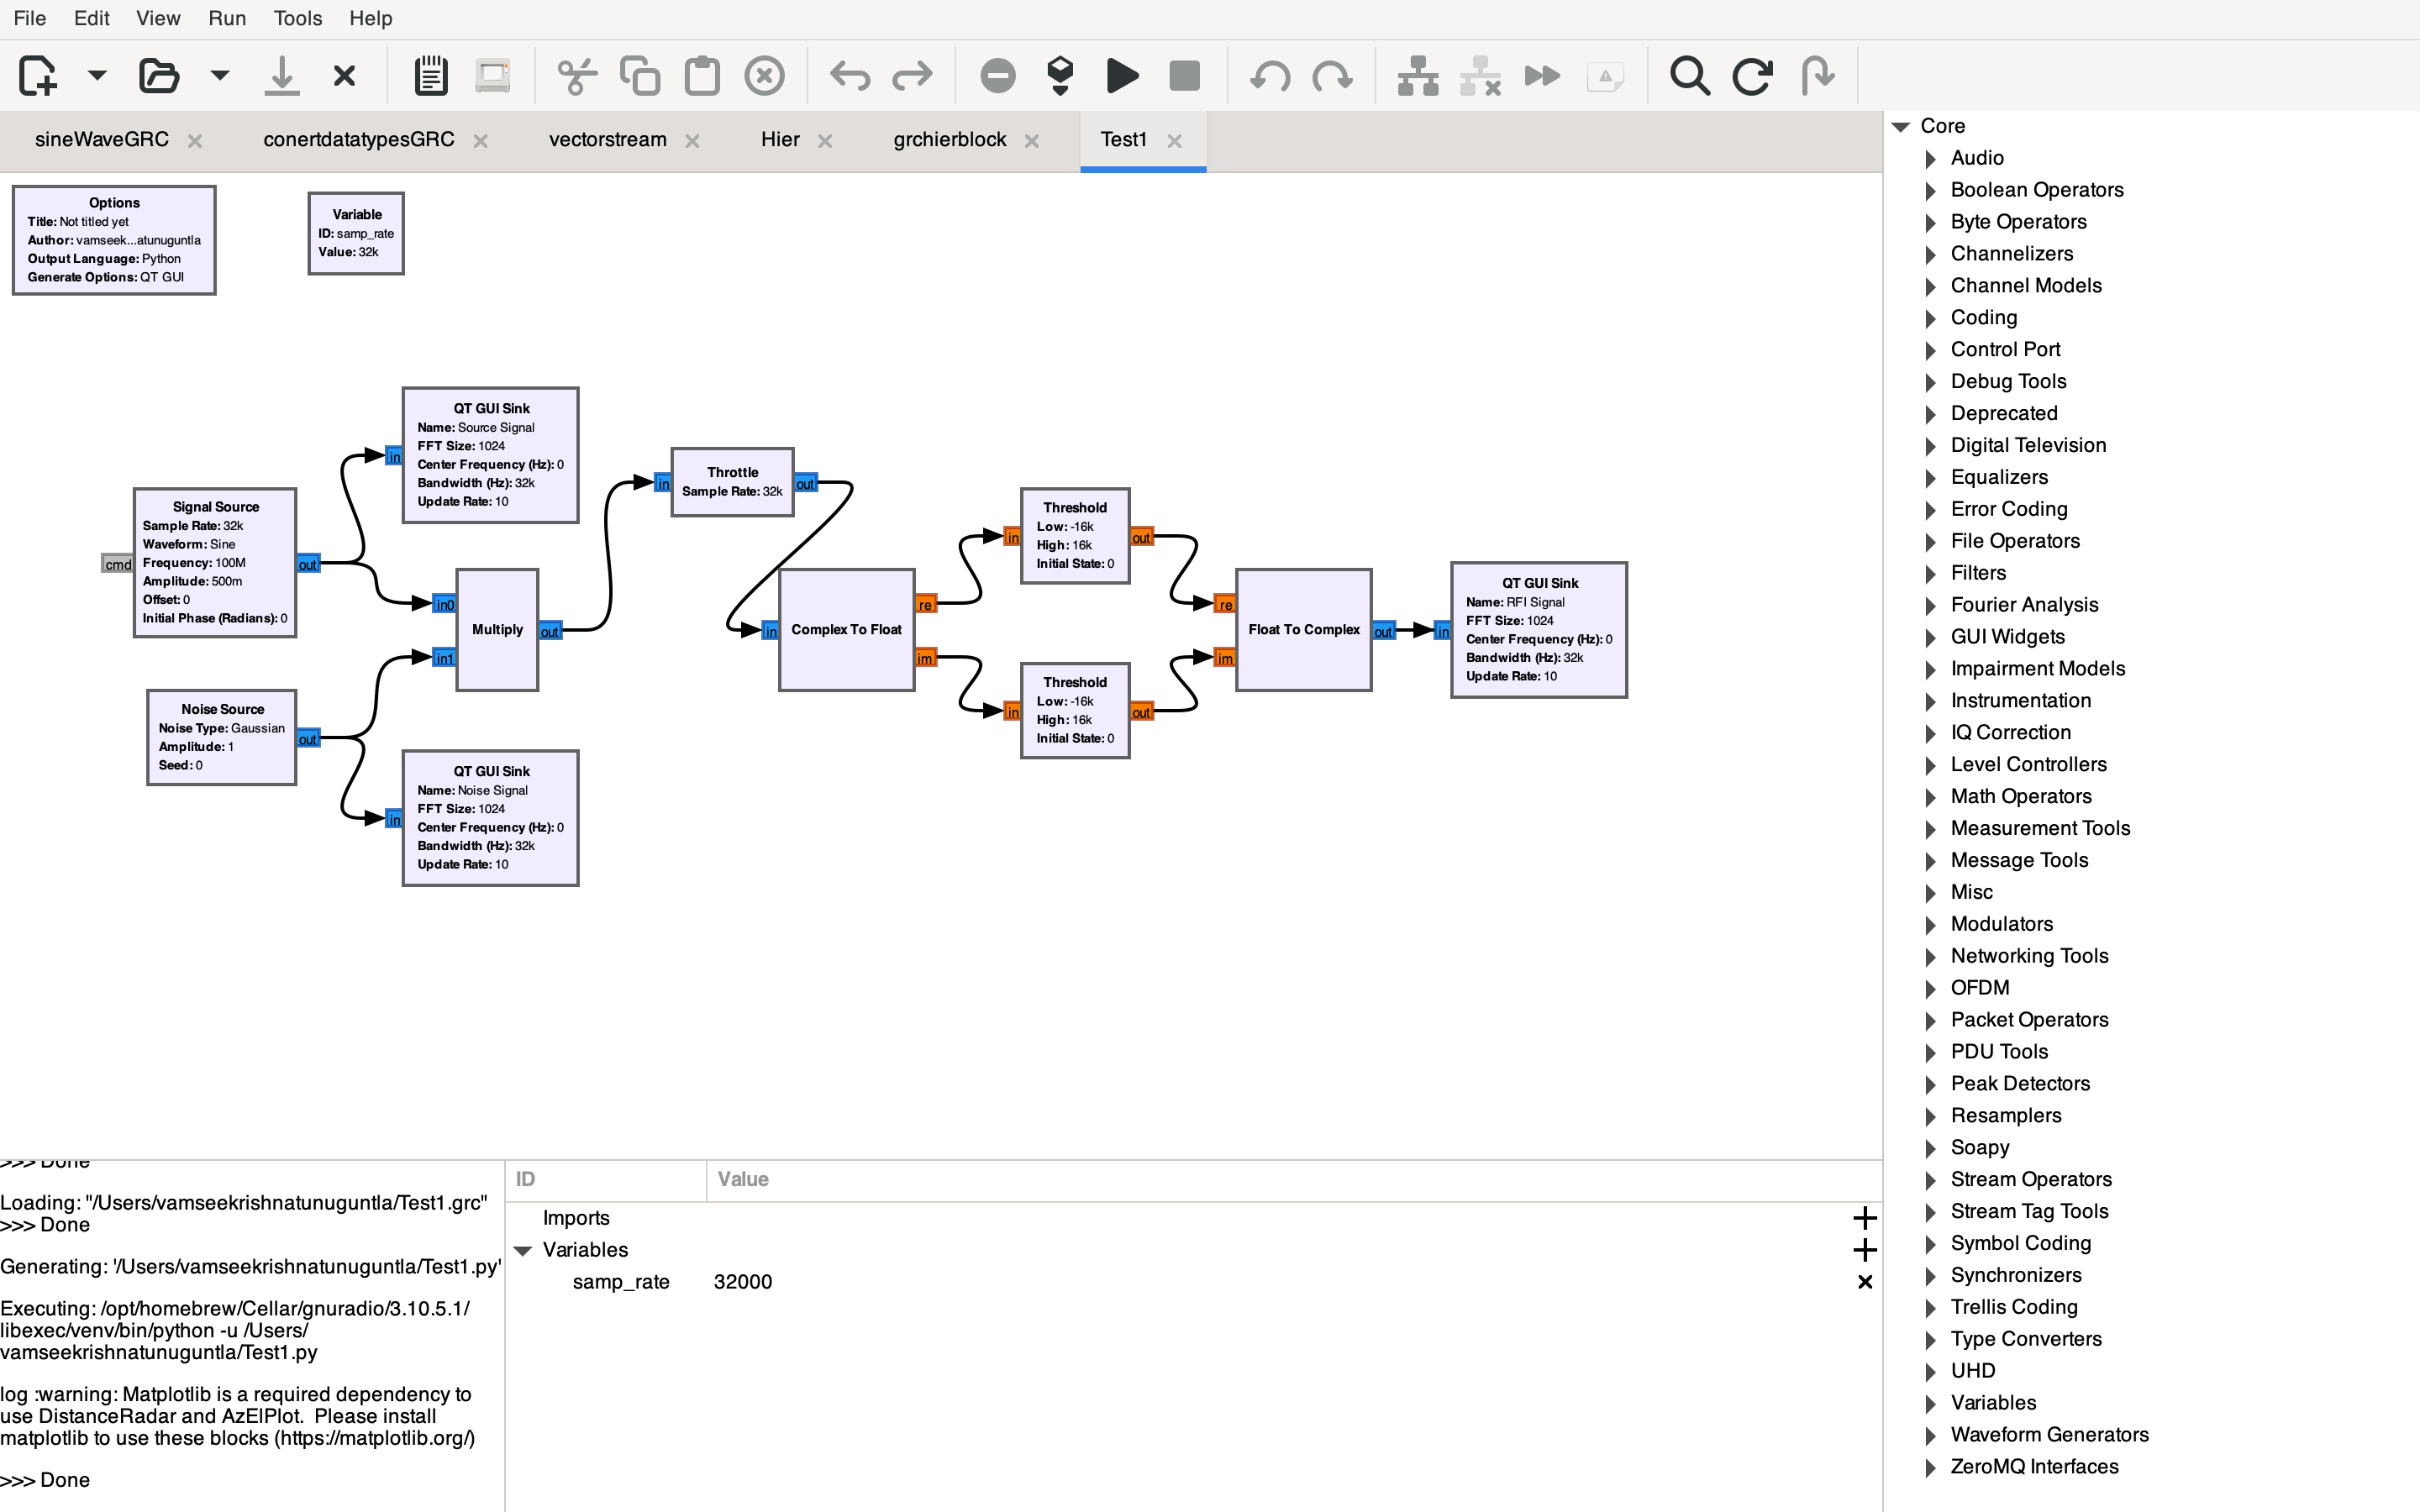 File Edit View Run Tools Help
sineWaveGRC conertdatatypesGRC vectorstream Hier grchierblock Test1
Options
Title: Not titled yet
Author: vamseek...atunuguntla
Output Language: Python
Generate Options: QT GUI
Variable
ID: samp_rate
Value: 32k
QT GUI Sink
Name: Source Signal
FFT Size: 1024
Center Frequency (Hz): 0
Bandwidth (Hz): 32k
Update Rate: 10
in
Signal Source
Sample Rate: 32k
Waveform: Sine
Frequency: 100M
Amplitude: 500m
Offset: 0
Initial Phase (Radians): 0
cmd
out
Multiply
in0
in1
out
Noise Source
Noise Type: Gaussian
Amplitude: 1
Seed: 0
out
QT GUI Sink
Name: Noise Signal
FFT Size: 1024
Center Frequency (Hz): 0
Bandwidth (Hz): 32k
Update Rate: 10
in
Throttle
Sample Rate: 32k
in
out
Complex To Float
in
re
im
Threshold
Low: -16k
High: 16k
Initial State: 0
in
out
Threshold
Low: -16k
High: 16k
Initial State: 0
in
out
Float To Complex
re
im
out
QT GUI Sink
Name: RFI Signal
FFT Size: 1024
Center Frequency (Hz): 0
Bandwidth (Hz): 32k
Update Rate: 10
in
>>> Done
Loading: "/Users/vamseekrishnatunuguntla/Test1.grc"
>>> Done
Generating: '/Users/vamseekrishnatunuguntla/Test1.py'
Executing: /opt/homebrew/Cellar/gnuradio/3.10.5.1/
libexec/venv/bin/python -u /Users/
vamseekrishnatunuguntla/Test1.py
log :warning: Matplotlib is a required dependency to
use DistanceRadar and AzElPlot.  Please install
matplotlib to use these blocks (https://matplotlib.org/)
>>> Done
ID Value
Imports
Variables
samp_rate 32000
Core
Audio
Boolean Operators
Byte Operators
Channelizers
Channel Models
Coding
Control Port
Debug Tools
Deprecated
Digital Television
Equalizers
Error Coding
File Operators
Filters
Fourier Analysis
GUI Widgets
Impairment Models
Instrumentation
IQ Correction
Level Controllers
Math Operators
Measurement Tools
Message Tools
Misc
Modulators
Networking Tools
OFDM
Packet Operators
PDU Tools
Peak Detectors
Resamplers
Soapy
Stream Operators
Stream Tag Tools
Symbol Coding
Synchronizers
Trellis Coding
Type Converters
UHD
Variables
Waveform Generators
ZeroMQ Interfaces